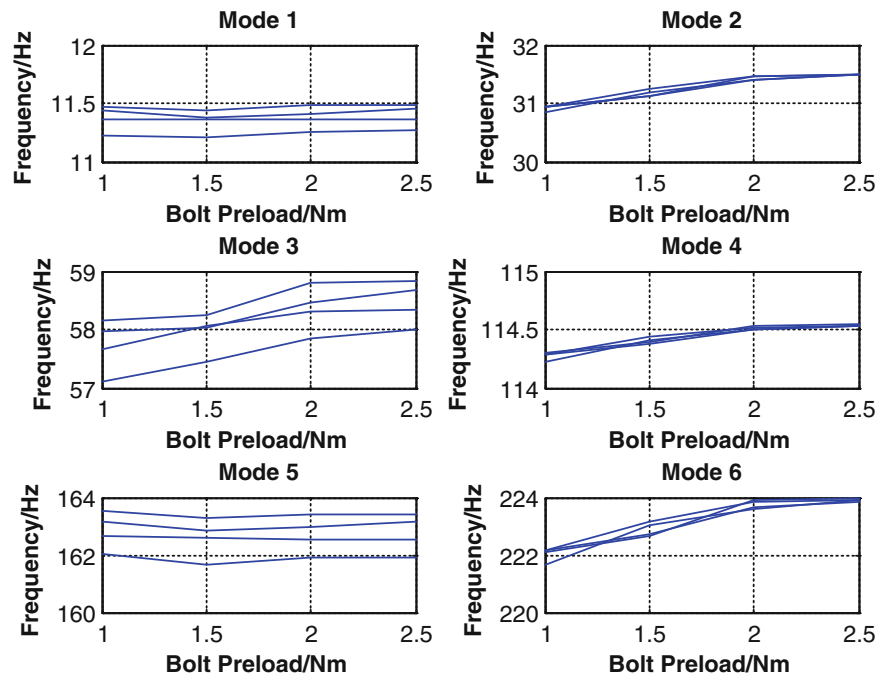 Mode 1
Frequency/Hz
12
11.5
11
1 1.5 2 2.5
Bolt Preload/Nm
Mode 2
Frequency/Hz
32
31
30
1 1.5 2 2.5
Bolt Preload/Nm
Mode 3
Frequency/Hz
59
58
57
1 1.5 2 2.5
Bolt Preload/Nm
Mode 4
Frequency/Hz
115
114.5
114
1 1.5 2 2.5
Bolt Preload/Nm
Mode 5
Frequency/Hz
164
162
160
1 1.5 2 2.5
Bolt Preload/Nm
Mode 6
Frequency/Hz
224
222
220
1 1.5 2 2.5
Bolt Preload/Nm